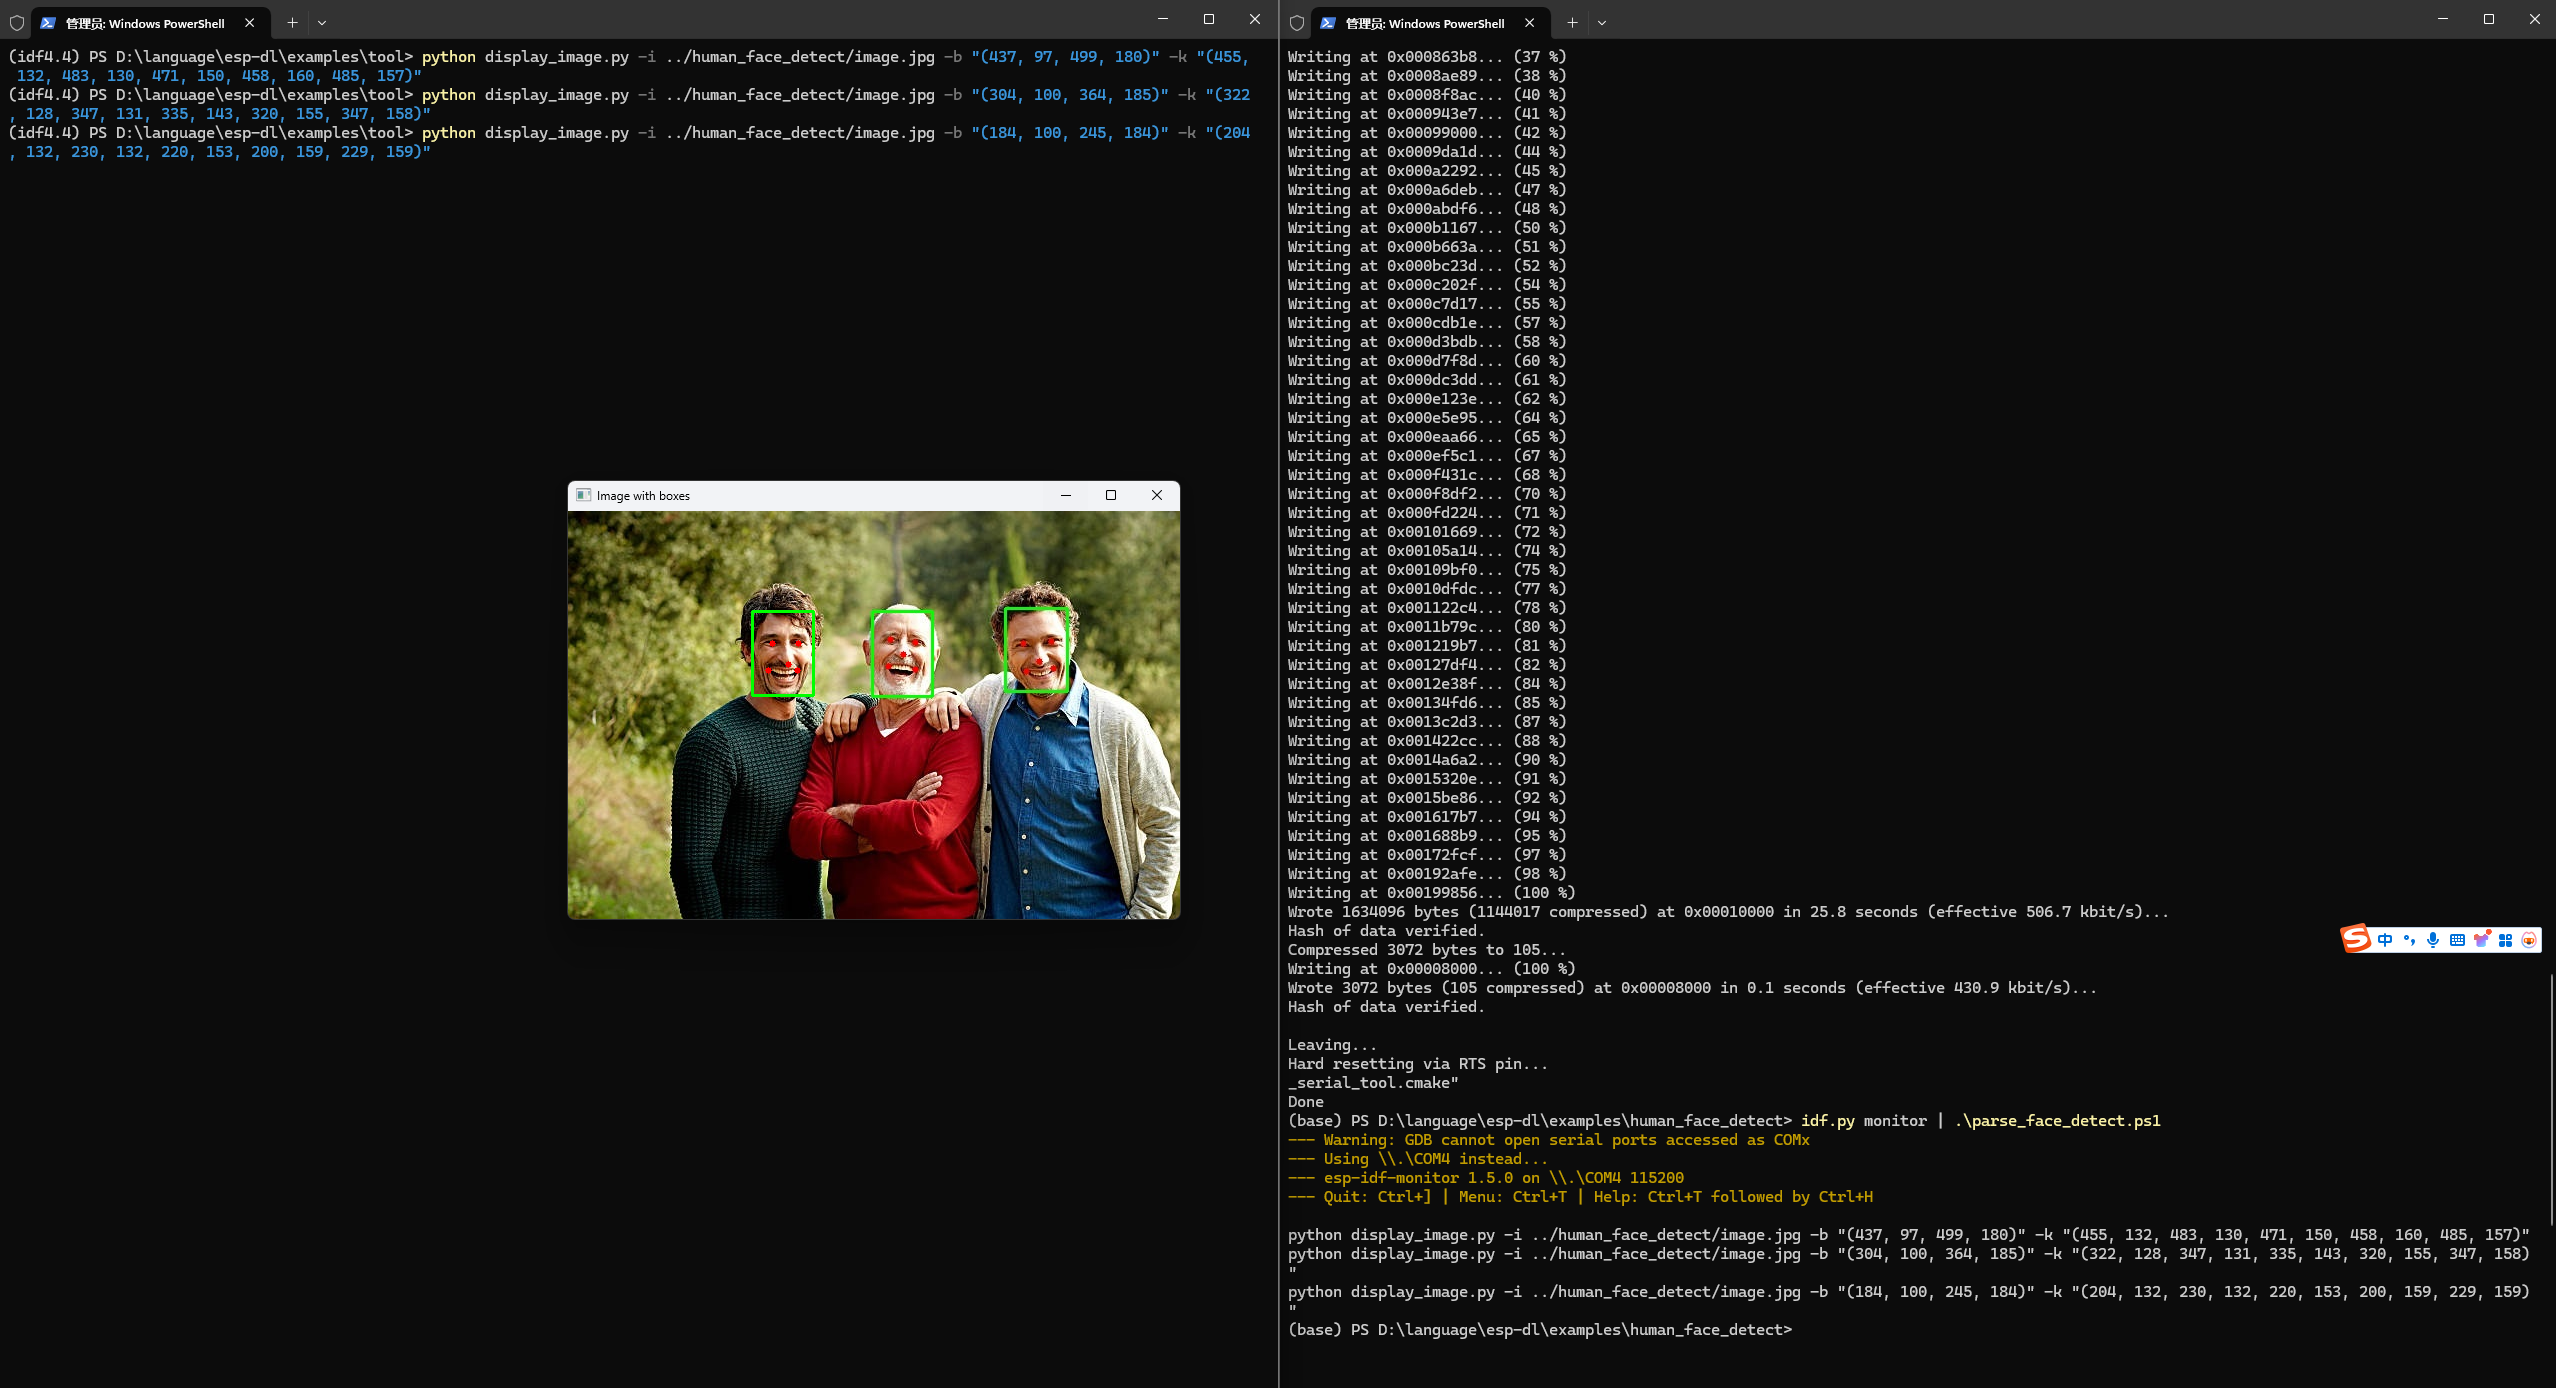 管理员: Windows PowerShell
(idf4.4) PS D:\language\esp-dl\examples\tool> python display_image.py -i ../human_face_detect/image.jpg -b "(437, 97, 499, 180)" -k "(455,
132, 483, 130, 471, 150, 458, 160, 485, 157)"
(idf4.4) PS D:\language\esp-dl\examples\tool> python display_image.py -i ../human_face_detect/image.jpg -b "(304, 100, 364, 185)" -k "(322
, 128, 347, 131, 335, 143, 320, 155, 347, 158)"
(idf4.4) PS D:\language\esp-dl\examples\tool> python display_image.py -i ../human_face_detect/image.jpg -b "(184, 100, 245, 184)" -k "(204
, 132, 230, 132, 220, 153, 200, 159, 229, 159)"
Image with boxes
管理员: Windows PowerShell
Writing at 0x000863b8... (37 %)
Writing at 0x0008ae89... (38 %)
Writing at 0x0008f8ac... (40 %)
Writing at 0x000943e7... (41 %)
Writing at 0x00099000... (42 %)
Writing at 0x0009da1d... (44 %)
Writing at 0x000a2292... (45 %)
Writing at 0x000a6deb... (47 %)
Writing at 0x000abdf6... (48 %)
Writing at 0x000b1167... (50 %)
Writing at 0x000b663a... (51 %)
Writing at 0x000bc23d... (52 %)
Writing at 0x000c202f... (54 %)
Writing at 0x000c7d17... (55 %)
Writing at 0x000cdb1e... (57 %)
Writing at 0x000d3bdb... (58 %)
Writing at 0x000d7f8d... (60 %)
Writing at 0x000dc3dd... (61 %)
Writing at 0x000e123e... (62 %)
Writing at 0x000e5e95... (64 %)
Writing at 0x000eaa66... (65 %)
Writing at 0x000ef5c1... (67 %)
Writing at 0x000f431c... (68 %)
Writing at 0x000f8df2... (70 %)
Writing at 0x000fd224... (71 %)
Writing at 0x00101669... (72 %)
Writing at 0x00105a14... (74 %)
Writing at 0x00109bf0... (75 %)
Writing at 0x0010dfdc... (77 %)
Writing at 0x001122c4... (78 %)
Writing at 0x0011b79c... (80 %)
Writing at 0x001219b7... (81 %)
Writing at 0x00127df4... (82 %)
Writing at 0x0012e38f... (84 %)
Writing at 0x00134fd6... (85 %)
Writing at 0x0013c2d3... (87 %)
Writing at 0x001422cc... (88 %)
Writing at 0x0014a6a2... (90 %)
Writing at 0x0015320e... (91 %)
Writing at 0x0015be86... (92 %)
Writing at 0x001617b7... (94 %)
Writing at 0x001688b9... (95 %)
Writing at 0x00172fcf... (97 %)
Writing at 0x00192afe... (98 %)
Writing at 0x00199856... (100 %)
Wrote 1634096 bytes (1144017 compressed) at 0x00010000 in 25.8 seconds (effective 506.7 kbit/s)...
Hash of data verified.
Compressed 3072 bytes to 105...
Writing at 0x00008000... (100 %)
Wrote 3072 bytes (105 compressed) at 0x00008000 in 0.1 seconds (effective 430.9 kbit/s)...
Hash of data verified.
Leaving...
Hard resetting via RTS pin...
_serial_tool.cmake"
Done
(base) PS D:\language\esp-dl\examples\human_face_detect> idf.py monitor | .\parse_face_detect.ps1
--- Warning: GDB cannot open serial ports accessed as COMx
--- Using \\.\COM4 instead...
--- esp-idf-monitor 1.5.0 on \\.\COM4 115200
--- Quit: Ctrl+] | Menu: Ctrl+T | Help: Ctrl+T followed by Ctrl+H
python display_image.py -i ../human_face_detect/image.jpg -b "(437, 97, 499, 180)" -k "(455, 132, 483, 130, 471, 150, 458, 160, 485, 157)"
python display_image.py -i ../human_face_detect/image.jpg -b "(304, 100, 364, 185)" -k "(322, 128, 347, 131, 335, 143, 320, 155, 347, 158)
"
python display_image.py -i ../human_face_detect/image.jpg -b "(184, 100, 245, 184)" -k "(204, 132, 230, 132, 220, 153, 200, 159, 229, 159)
"
(base) PS D:\language\esp-dl\examples\human_face_detect>
中